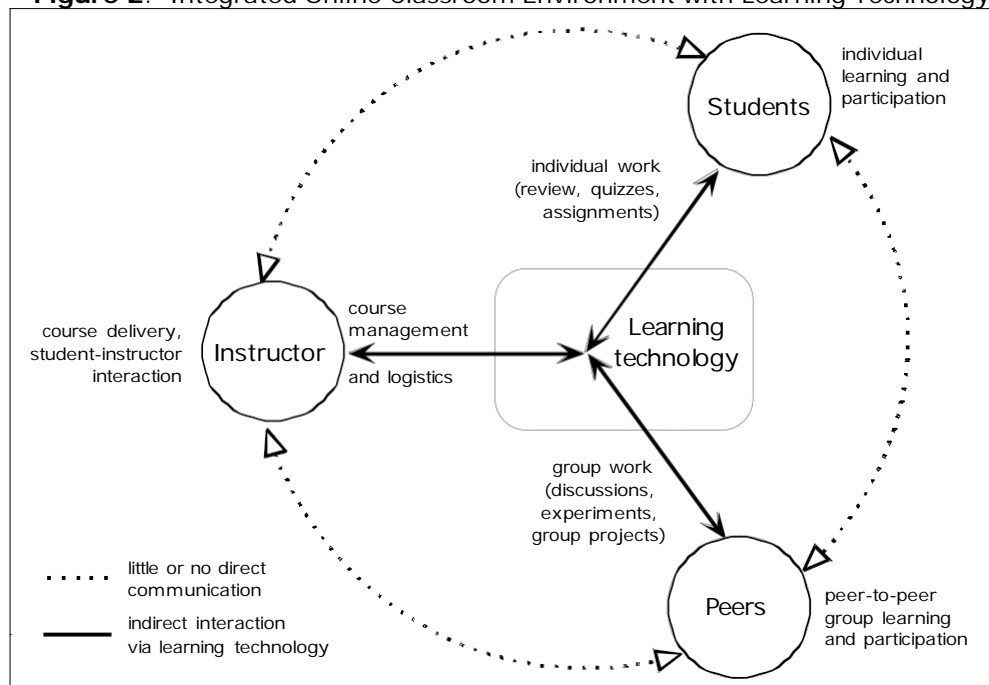 Figure 2: Integrated Online Classroom Environment with Learning Technology
individual
learning and
participation
Students
individual work
(review, quizzes,
assignments)
course
management
and logistics
Learning
technology
course delivery,
student-instructor
interaction
Instructor
group work
(discussions,
experiments,
group projects)
little or no direct
communication
indirect interaction
via learning technology
Peers
peer-to-peer
group learning
and participation